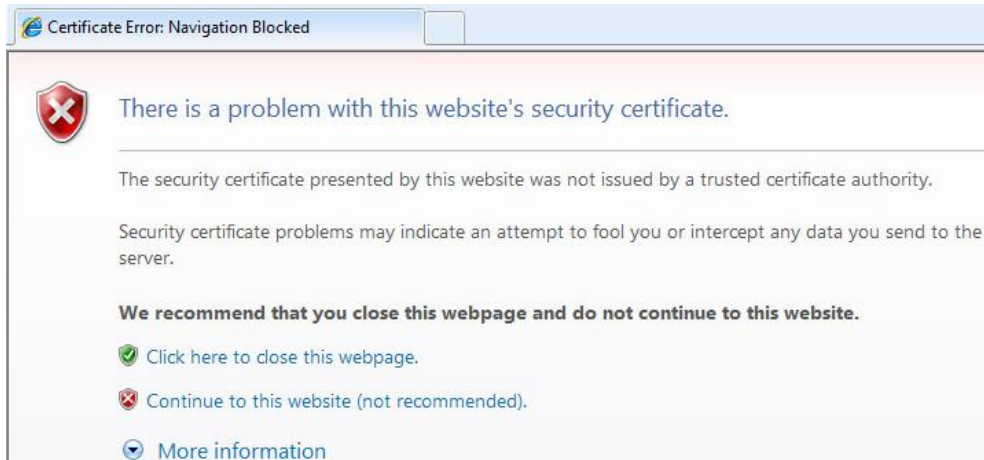 Certificate Error: Navigation Blocked
There is a problem with this website's security certificate.
The security certificate presented by this website was not issued by a trusted certificate authority.
Security certificate problems may indicate an attempt to fool you or intercept any data you send to the
server.
We recommend that you close this webpage and do not continue to this website.
Click here to close this webpage.
Continue to this website (not recommended).
More information